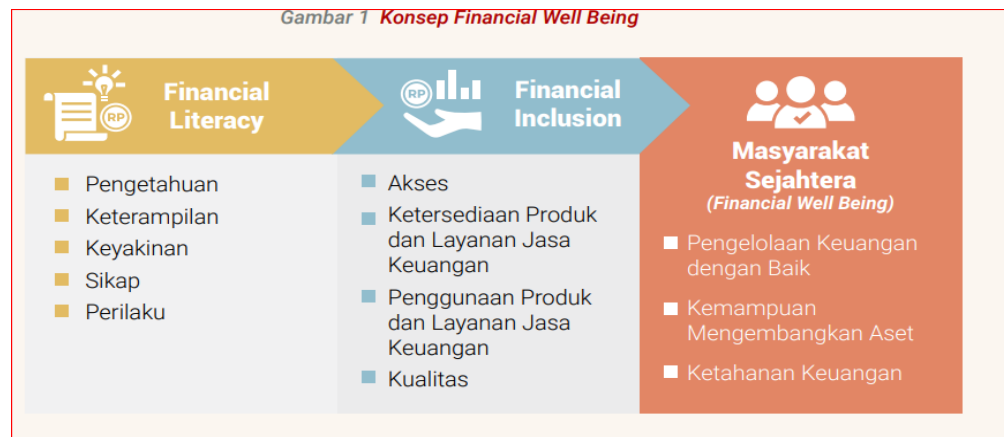 Gambar 1 Konsep Financial Well Being
RP
Financial
Literacy
Pengetahuan
Keterampilan
Keyakinan
Sikap
Perilaku
RP
Financial
Inclusion
Akses
Ketersediaan Produk
dan Layanan Jasa
Keuangan
Penggunaan Produk
dan Layanan Jasa
Keuangan
Kualitas
Masyarakat
Sejahtera
(Financial Well Being)
Pengelolaan Keuangan
dengan Baik
Kemampuan
Mengembangkan Aset
Ketahanan Keuangan